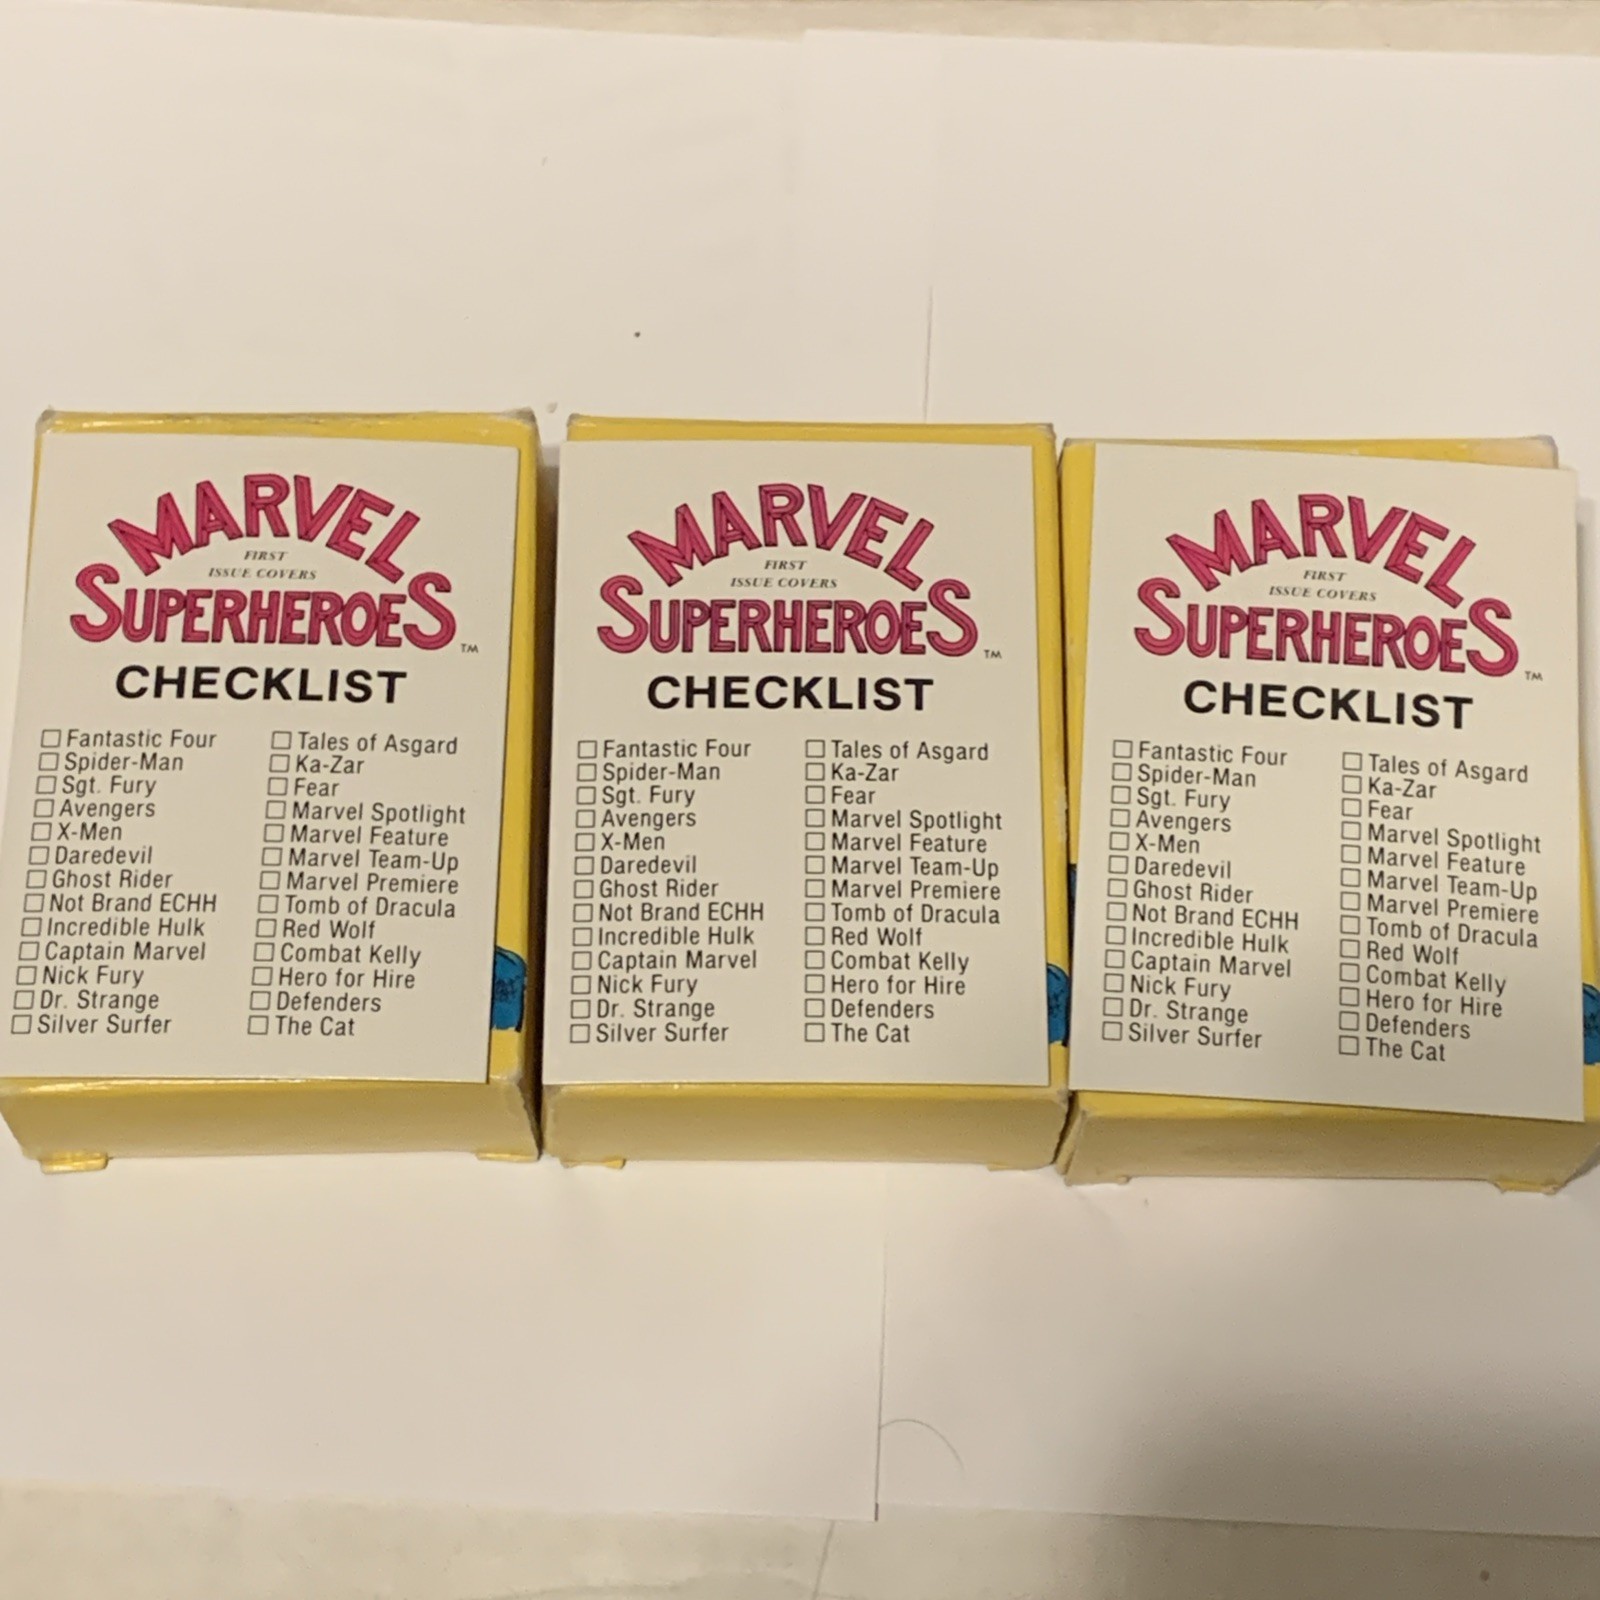 MARVEL
FIRST
ISSUE COVERS
SUPERHEROES™
CHECKLIST
Fantastic Four
Spider-Man
Sgt. Fury
Avengers
X-Men
Daredevil
Ghost Rider
Not Brand ECHH
Incredible Hulk
Captain Marvel
Nick Fury
Dr. Strange
Silver Surfer
Tales of Asgard
Ka-Zar
Fear
Marvel Spotlight
Marvel Feature
Marvel Team-Up
Marvel Premiere
Tomb of Dracula
Red Wolf
Combat Kelly
Hero for Hire
Defenders
The Cat
MARVEL
FIRST
ISSUE COVERS
SUPERHEROES™
CHECKLIST
Fantastic Four
Spider-Man
Sgt. Fury
Avengers
X-Men
Daredevil
Ghost Rider
Not Brand ECHH
Incredible Hulk
Captain Marvel
Nick Fury
Dr. Strange
Silver Surfer
Tales of Asgard
Ka-Zar
Fear
Marvel Spotlight
Marvel Feature
Marvel Team-Up
Marvel Premiere
Tomb of Dracula
Red Wolf
Combat Kelly
Hero for Hire
Defenders
The Cat
MARVEL
FIRST
ISSUE COVERS
SUPERHEROES™
CHECKLIST
Fantastic Four
Spider-Man
Sgt. Fury
Avengers
X-Men
Daredevil
Ghost Rider
Not Brand ECHH
Incredible Hulk
Captain Marvel
Nick Fury
Dr. Strange
Silver Surfer
Tales of Asgard
Ka-Zar
Fear
Marvel Spotlight
Marvel Feature
Marvel Team-Up
Marvel Premiere
Tomb of Dracula
Red Wolf
Combat Kelly
Hero for Hire
Defenders
The Cat